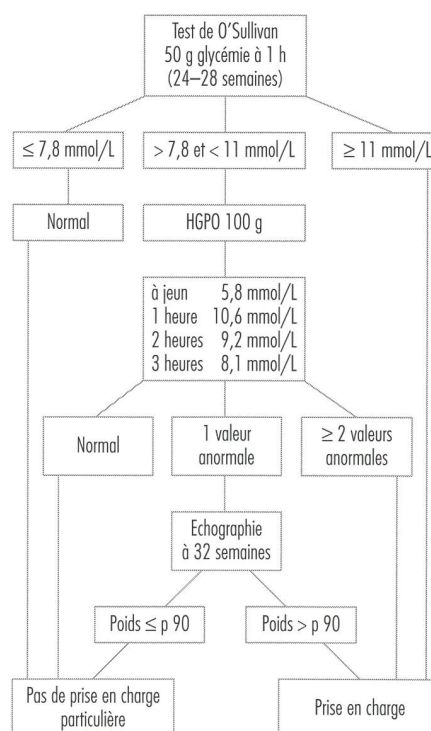 Test de O'Sullivan
50 g glycémie à 1 h
(24–28 semaines)
≤ 7,8 mmol/L
> 7,8 et < 11 mmol/L
≥ 11 mmol/L
Normal
HGPO 100 g
à jeun 5,8 mmol/L
1 heure 10,6 mmol/L
2 heures 9,2 mmol/L
3 heures 8,1 mmol/L
Normal
1 valeur
anormale
≥ 2 valeurs
anormales
Echographie
à 32 semaines
Poids ≤ p 90
Poids > p 90
Pas de prise en charge
particulière
Prise en charge